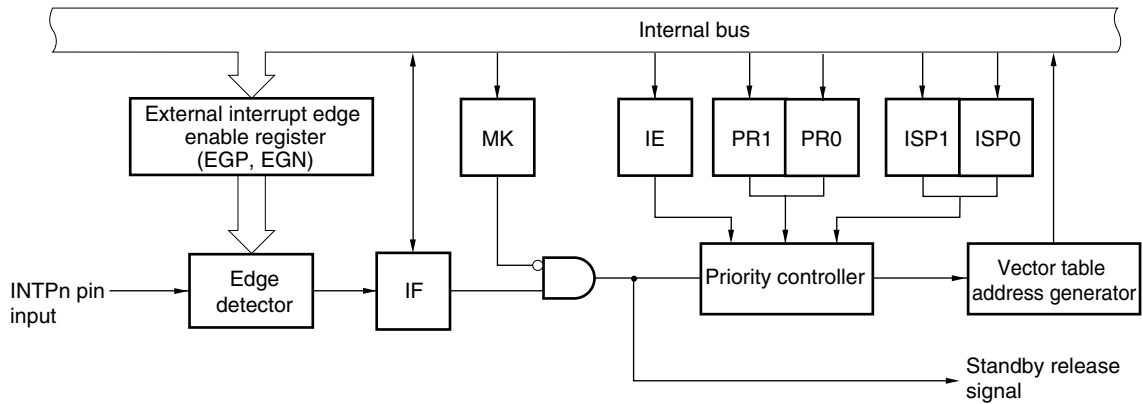 Internal bus
External interrupt edge
enable register
(EGP, EGN)
MK
IE
PR1
PR0
ISP1
ISP0
INTPn pin
input
Edge
detector
IF
Priority controller
Vector table
address generator
Standby release
signal